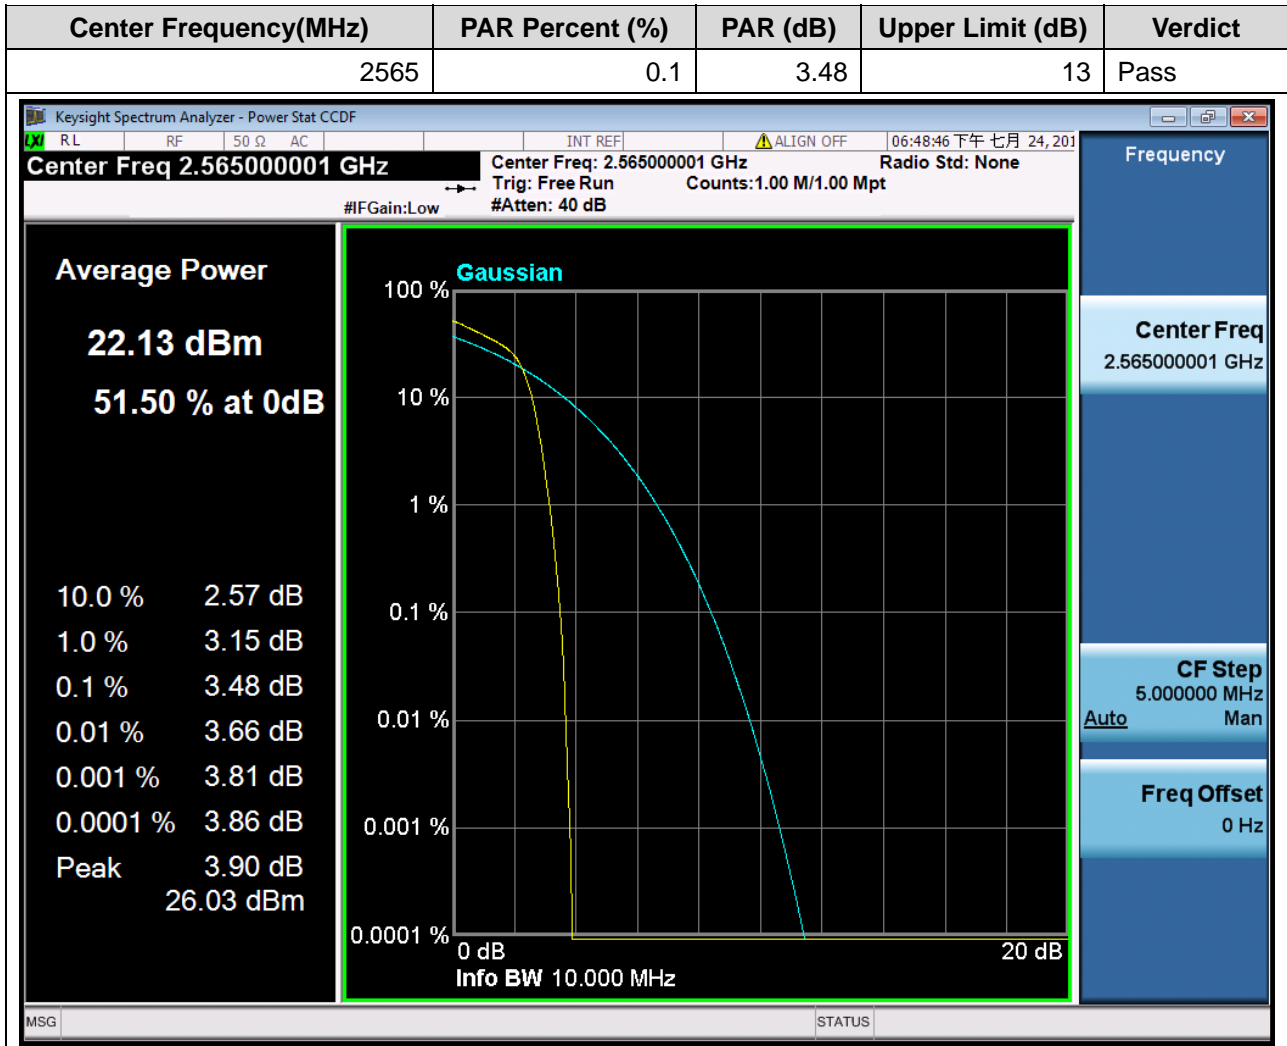 Center Frequency(MHz) PAR Percent (%) PAR (dB) Upper Limit (dB) Verdict
2565 0.1 3.48 13 Pass
Keysight Spectrum Analyzer - Power Stat CCDF
LXI RL RF 50 Ω AC INT REF ALIGN OFF 06:48:46 下午 七月 24, 201
Center Freq 2.565000001 GHz
Center Freq: 2.565000001 GHz Radio Std: None
Trig: Free Run Counts:1.00 M/1.00 Mpt
#IFGain:Low #Atten: 40 dB
Frequency
Average Power
22.13 dBm
51.50 % at 0dB
10.0 % 2.57 dB
1.0 % 3.15 dB
0.1 % 3.48 dB
0.01 % 3.66 dB
0.001 % 3.81 dB
0.0001 % 3.86 dB
Peak 3.90 dB
26.03 dBm
Gaussian
100 %
10 %
1 %
0.1 %
0.01 %
0.001 %
0.0001 %
0 dB 20 dB
Info BW 10.000 MHz
Center Freq
2.565000001 GHz
CF Step
5.000000 MHz
Auto Man
Freq Offset
0 Hz
MSG STATUS